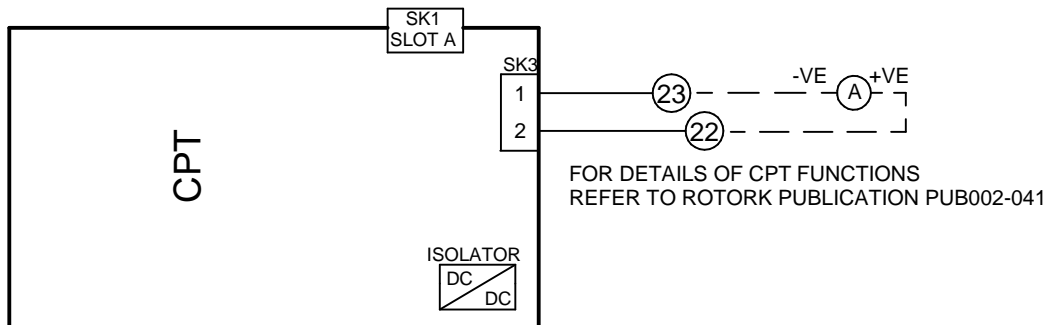 SK1
SLOT A
SK3
1
23
-VE
A
+VE
2
22
CPT
FOR DETAILS OF CPT FUNCTIONS
REFER TO ROTORK PUBLICATION PUB002-041
ISOLATOR
DC
DC